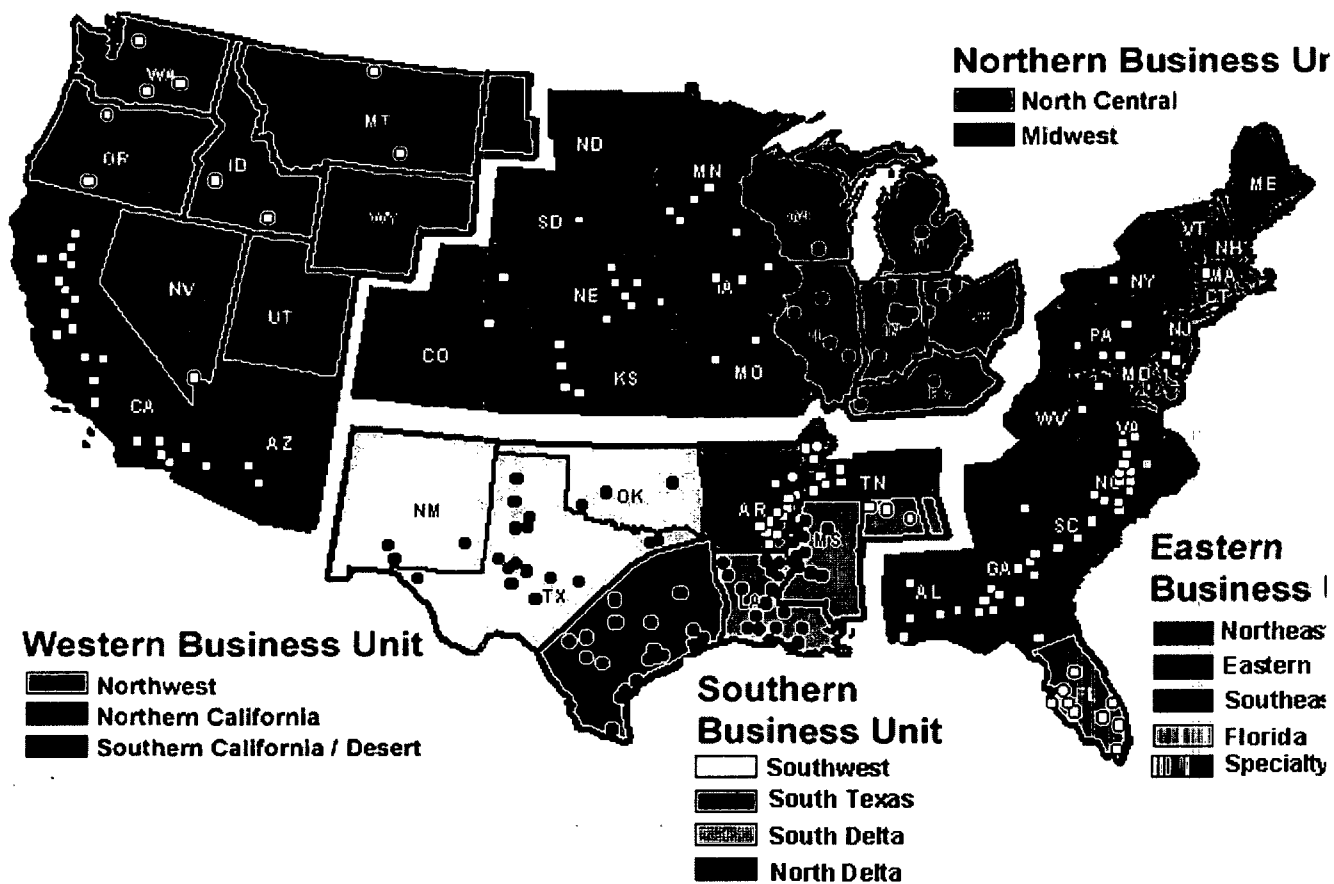 Northern Business Ur
North Central
Midwest
WA
MT
ND
MN
OR
ID
ME
SD
WY
VT
NH
NV
NE
IA
NY
MA
CT
UT
PA
NJ
CO
KS
MO
MD
CA
WV
VA
AZ
OK
TN
NC
NM
AR
SC
MS
Eastern
Business
GA
AL
TX
LA
Northeas
Eastern
Southeas
Florida
Specialty
Western Business Unit
Northwest
Northern California
Southern California / Desert
Southern
Business Unit
Southwest
South Texas
South Delta
North Delta